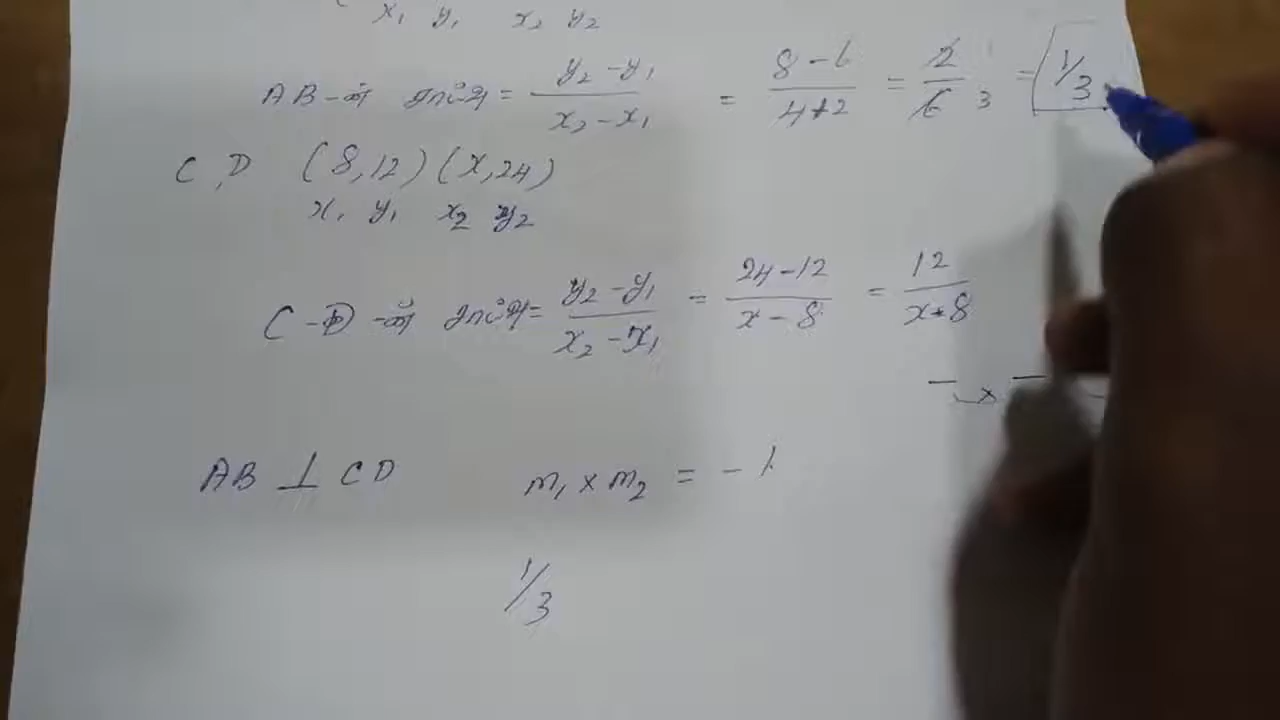 x₁ y₁ x₂ y₂
AB-ன் சாய்வு = y₂ - y₁ / x₂ - x₁ = 8 - 6 / 4 + 2 = 2 / 6 3 = 1/3
C, D (8, 12) (x, 24)
x₁ y₁ x₂ y₂
C-D-ன் சாய்வு = y₂ - y₁ / x₂ - x₁ = 24 - 12 / x - 8 = 12 / x - 8
AB ⊥ CD m₁ × m₂ = -1
1/3